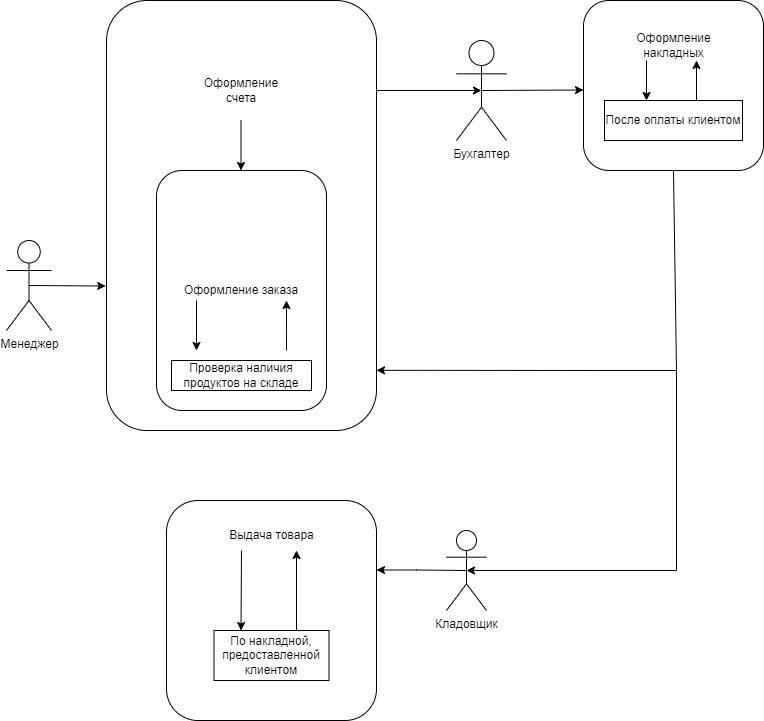 Оформление
счета
Бухгалтер
Оформление
накладных
После оплаты клиентом
Менеджер
Оформление заказа
Проверка наличия
продуктов на складе
Выдача товара
По накладной,
предоставленной
клиентом
Кладовщик